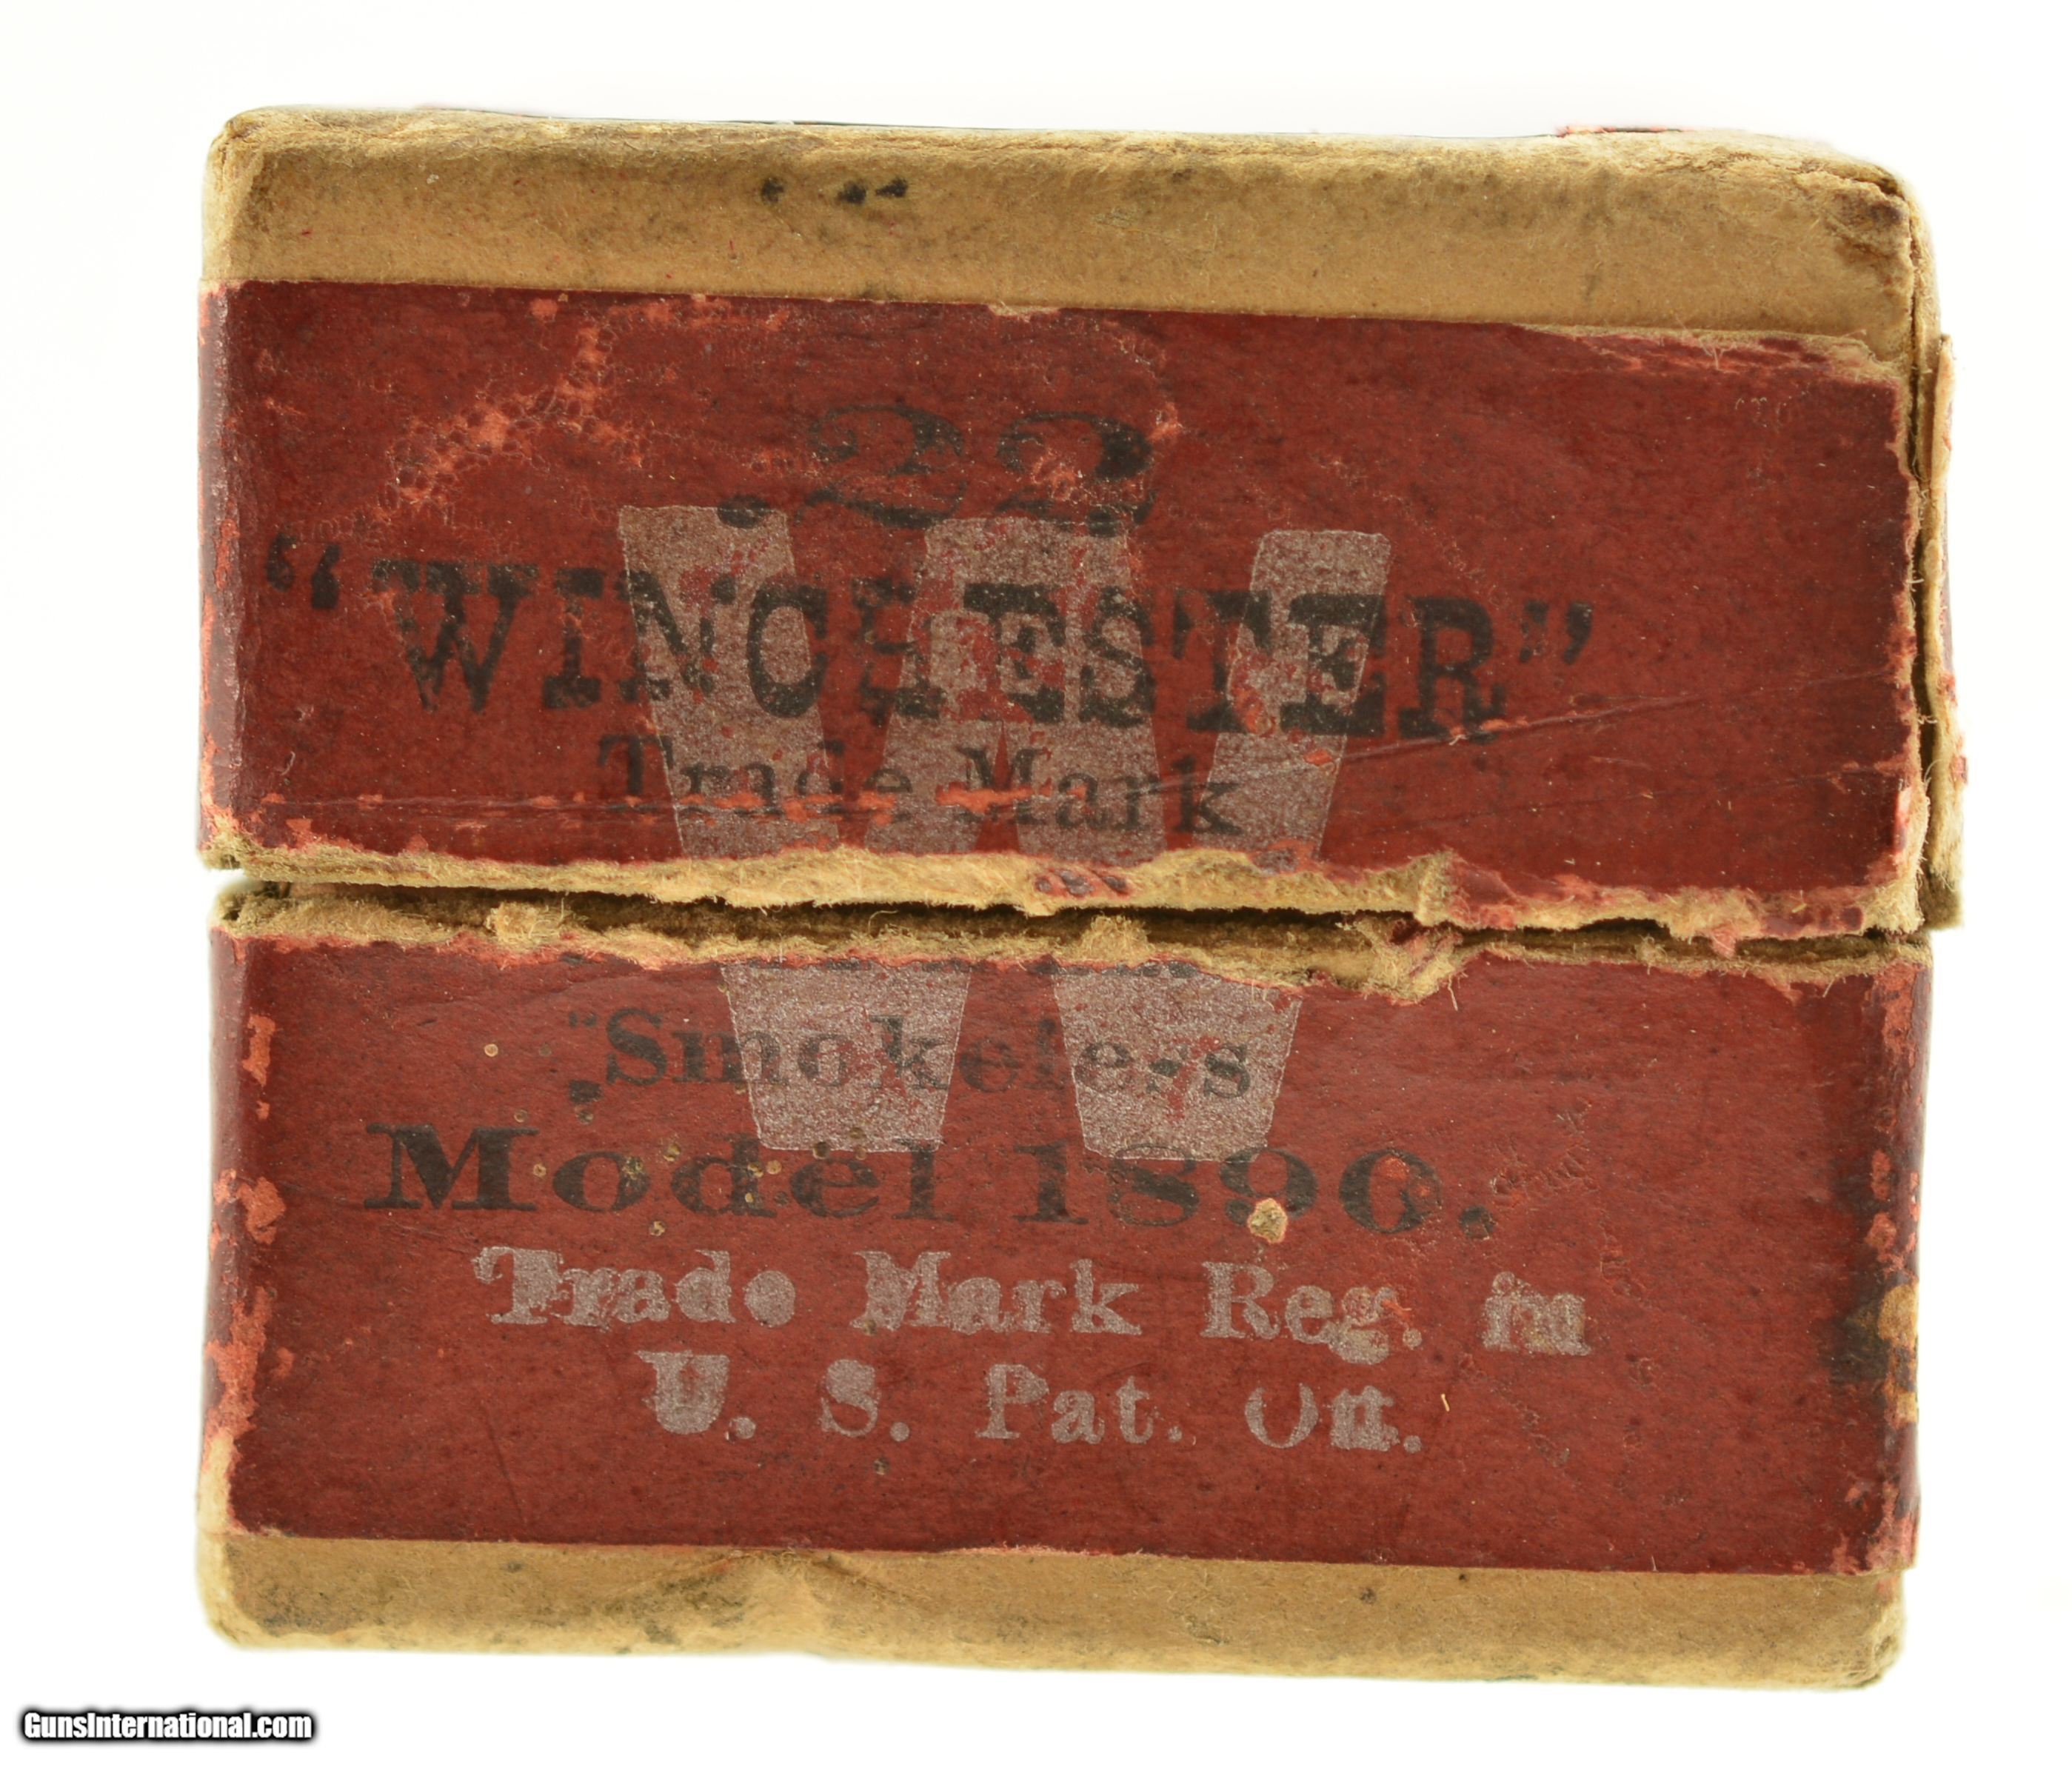 .22
"WINCHESTER"
Trade Mark
"Smokeless
Model 1890.
Trade Mark Reg. in
U. S. Pat. Off.
W
GunsInternational.com